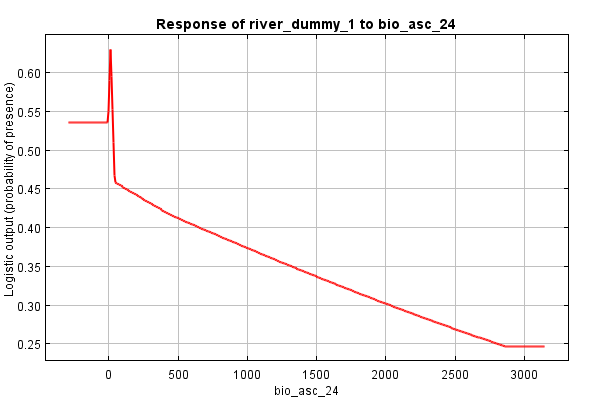 Response of river_dummy_1 to bio_asc_24
Logistic output (probability of presence)
0.60
0.55
0.50
0.45
0.40
0.35
0.30
0.25
0 500 1000 1500 2000 2500 3000
bio_asc_24